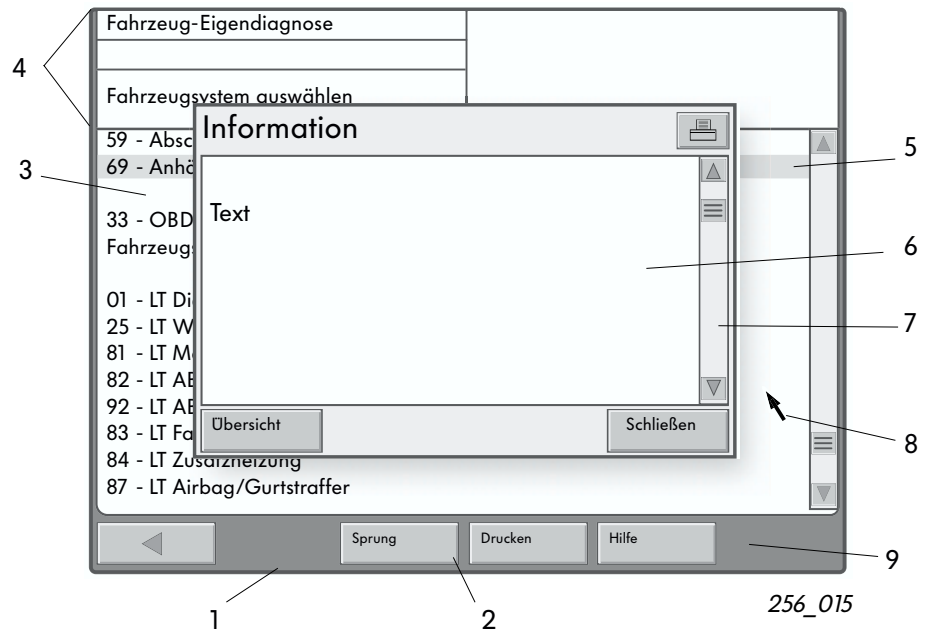 Fahrzeug-Eigendiagnose
4
Fahrzeugsystem auswählen
Information
59 - Absc
5
69 - Anhä
3
33 - OBD
Text
Fahrzeugs
6
01 - LT Di
25 - LT W
7
81 - LT M
82 - LT AB
92 - LT AB
Übersicht
Schließen
83 - LT Fa
8
84 - LT Zusatzheizung
87 - LT Airbag/Gurtstraffer
Sprung
Drucken
Hilfe
9
256_015
1
2